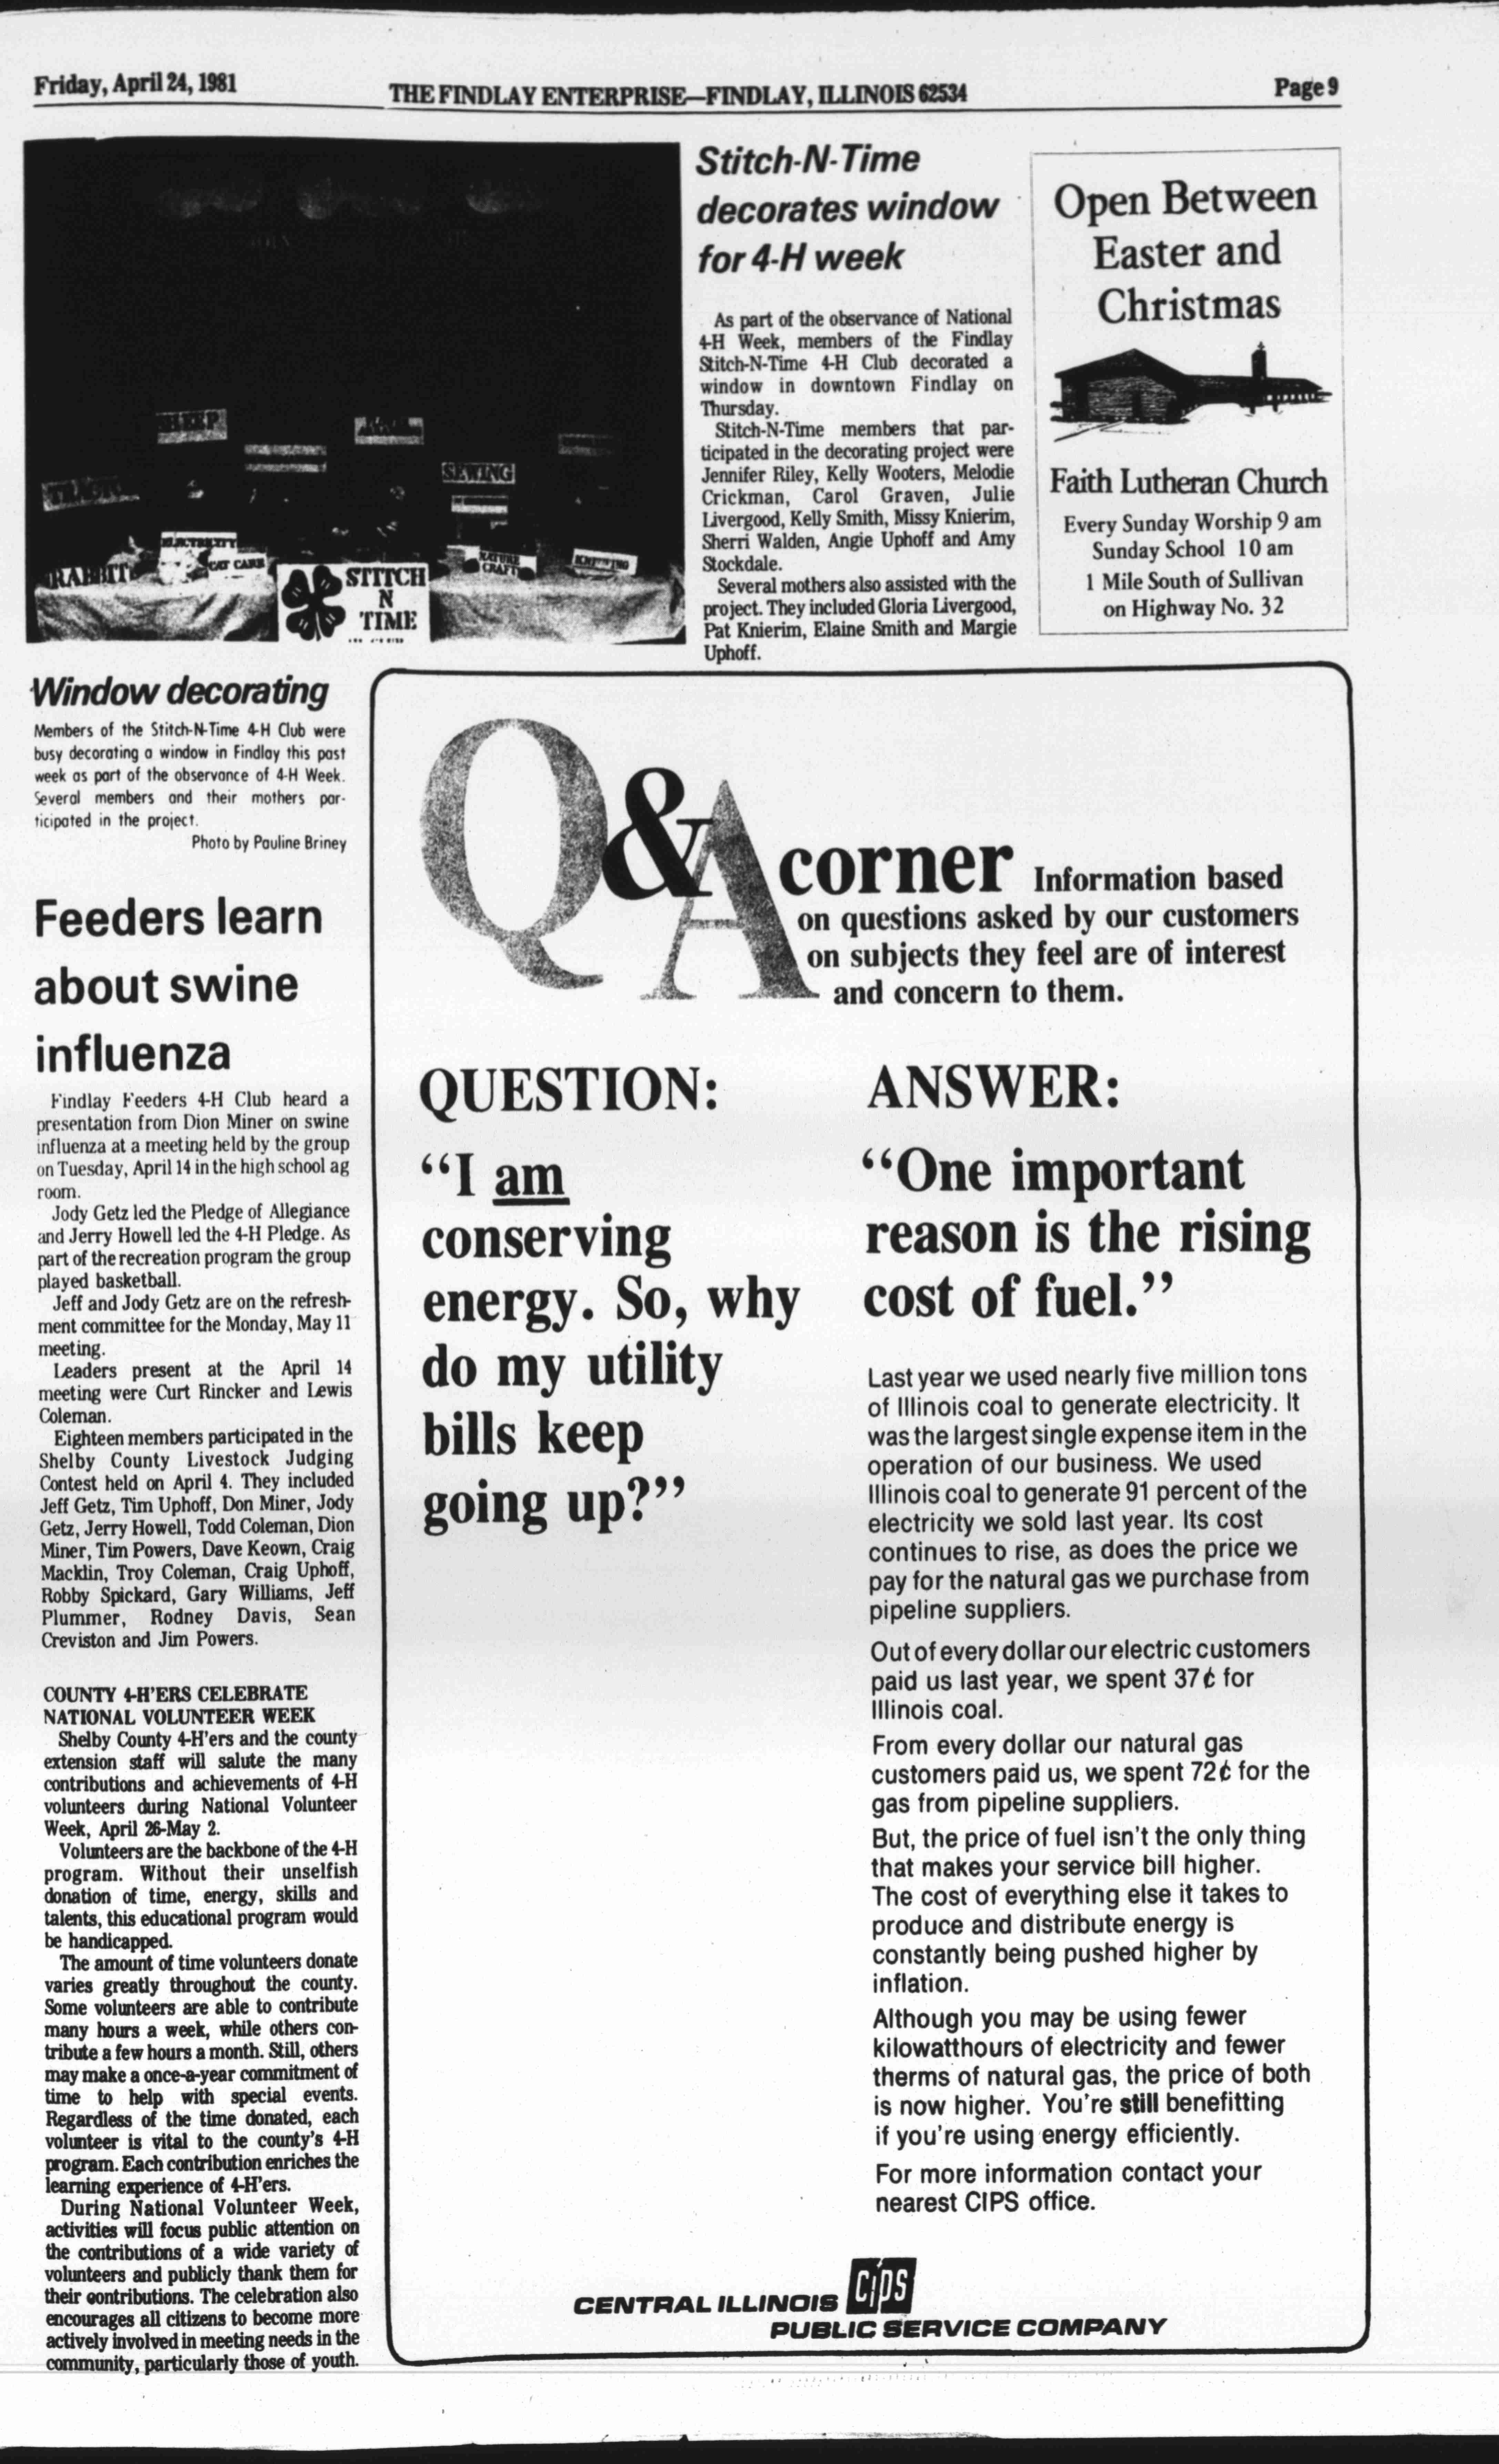 Friday, April 24, 1981
THE FINDLAY ENTERPRISE—FINDLAY, ILLINOIS 62534
Page 9
SHEEP
SEWING
TRACTOR
ELECTRICITY
RABBIT
CAT CARE
NATURE
CRAFT
KNITTING
STITCH
N
TIME
Window decorating
Members of the Stitch-N-Time 4-H Club were
busy decorating a window in Findlay this past
week as part of the observance of 4-H Week.
Several members and their mothers par-
ticipated in the project.
Photo by Pauline Briney
Stitch-N-Time
decorates window
for 4-H week
As part of the observance of National
4-H Week, members of the Findlay
Stitch-N-Time 4-H Club decorated a
window in downtown Findlay on
Thursday.
Stitch-N-Time members that par-
ticipated in the decorating project were
Jennifer Riley, Kelly Wooters, Melodie
Crickman, Carol Graven, Julie
Livergood, Kelly Smith, Missy Knierim,
Sherri Walden, Angie Uphoff and Amy
Stockdale.
Several mothers also assisted with the
project. They included Gloria Livergood,
Pat Knierim, Elaine Smith and Margie
Uphoff.
Open Between
Easter and
Christmas
Faith Lutheran Church
Every Sunday Worship 9 am
Sunday School 10 am
1 Mile South of Sullivan
on Highway No. 32
Feeders learn
about swine
influenza
Findlay Feeders 4-H Club heard a
presentation from Dion Miner on swine
influenza at a meeting held by the group
on Tuesday, April 14 in the high school ag
room.
Jody Getz led the Pledge of Allegiance
and Jerry Howell led the 4-H Pledge. As
part of the recreation program the group
played basketball.
Jeff and Jody Getz are on the refresh-
ment committee for the Monday, May 11
meeting.
Leaders present at the April 14
meeting were Curt Rincker and Lewis
Coleman.
Eighteen members participated in the
Shelby County Livestock Judging
Contest held on April 4. They included
Jeff Getz, Tim Uphoff, Don Miner, Jody
Getz, Jerry Howell, Todd Coleman, Dion
Miner, Tim Powers, Dave Keown, Craig
Macklin, Troy Coleman, Craig Uphoff,
Robby Spickard, Gary Williams, Jeff
Plummer, Rodney Davis, Sean
Creviston and Jim Powers.
COUNTY 4-H'ERS CELEBRATE
NATIONAL VOLUNTEER WEEK
Shelby County 4-H'ers and the county
extension staff will salute the many
contributions and achievements of 4-H
volunteers during National Volunteer
Week, April 26-May 2.
Volunteers are the backbone of the 4-H
program. Without their unselfish
donation of time, energy, skills and
talents, this educational program would
be handicapped.
The amount of time volunteers donate
varies greatly throughout the county.
Some volunteers are able to contribute
many hours a week, while others con-
tribute a few hours a month. Still, others
may make a once-a-year commitment of
time to help with special events.
Regardless of the time donated, each
volunteer is vital to the county's 4-H
program. Each contribution enriches the
learning experience of 4-H'ers.
During National Volunteer Week,
activities will focus public attention on
the contributions of a wide variety of
volunteers and publicly thank them for
their contributions. The celebration also
encourages all citizens to become more
actively involved in meeting needs in the
community, particularly those of youth.
Q&A corner Information based
on questions asked by our customers
on subjects they feel are of interest
and concern to them.
QUESTION:
"I am
conserving
energy. So, why
do my utility
bills keep
going up?"
ANSWER:
"One important
reason is the rising
cost of fuel."
Last year we used nearly five million tons
of Illinois coal to generate electricity. It
was the largest single expense item in the
operation of our business. We used
Illinois coal to generate 91 percent of the
electricity we sold last year. Its cost
continues to rise, as does the price we
pay for the natural gas we purchase from
pipeline suppliers.
Out of every dollar our electric customers
paid us last year, we spent 37¢ for
Illinois coal.
From every dollar our natural gas
customers paid us, we spent 72¢ for the
gas from pipeline suppliers.
But, the price of fuel isn't the only thing
that makes your service bill higher.
The cost of everything else it takes to
produce and distribute energy is
constantly being pushed higher by
inflation.
Although you may be using fewer
kilowatthours of electricity and fewer
therms of natural gas, the price of both
is now higher. You're still benefitting
if you're using energy efficiently.
For more information contact your
nearest CIPS office.
CENTRAL ILLINOIS CIPS
PUBLIC SERVICE COMPANY